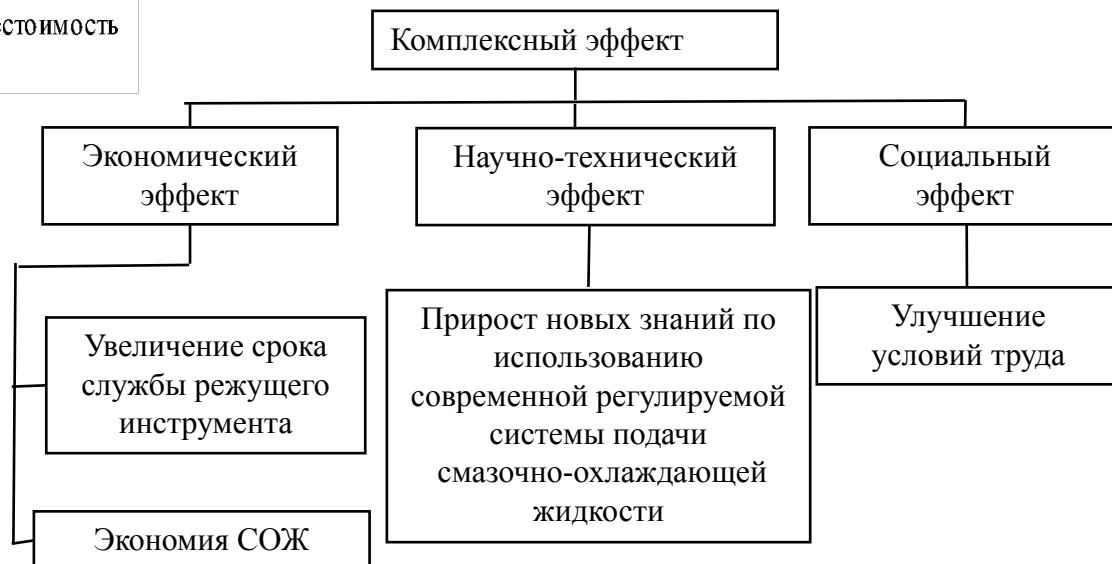 стоимость
Комплексный эффект
Экономический
эффект
Научно-технический
эффект
Социальный
эффект
Увеличение срока
службы режущего
инструмента
Прирост новых знаний по
использованию
современной регулируемой
системы подачи
смазочно-охлаждающей
жидкости
Улучшение
условий труда
Экономия СОЖ